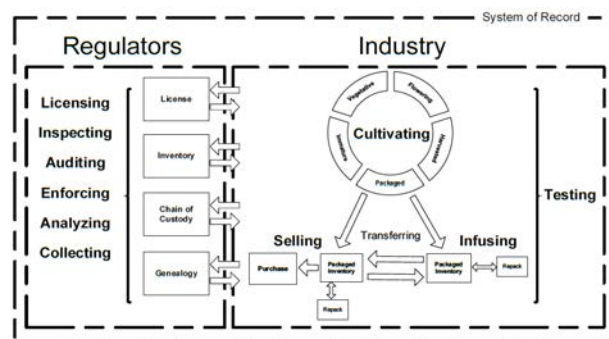 System of Record
Regulators
Industry
Licensing
Inspecting
Auditing
Enforcing
Analyzing
Collecting
License
Inventory
Chain of
Custody
Genealogy
Vegetative
Flowering
Immature
Harvested
Cultivating
Packaged
Testing
Selling
Transferring
Infusing
Purchase
Packaged
Inventory
Packaged
Inventory
Repack
Repack